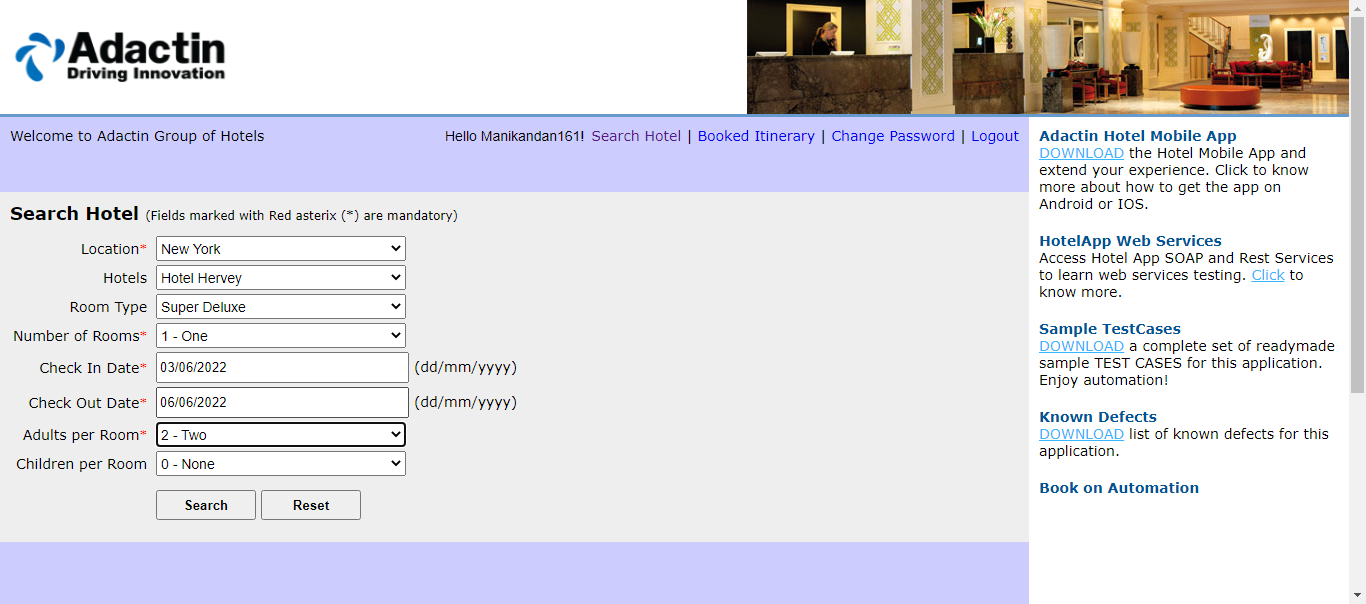 Adactin
Driving Innovation
Welcome to Adactin Group of Hotels
Hello Manikandan161! Search Hotel | Booked Itinerary | Change Password | Logout
Search Hotel (Fields marked with Red asterix (*) are mandatory)
Location* New York
Hotels Hotel Hervey
Room Type Super Deluxe
Number of Rooms* 1 - One
Check In Date* 03/06/2022 (dd/mm/yyyy)
Check Out Date* 06/06/2022 (dd/mm/yyyy)
Adults per Room* 2 - Two
Children per Room 0 - None
Search Reset
Adactin Hotel Mobile App
DOWNLOAD the Hotel Mobile App and
extend your experience. Click to know
more about how to get the app on
Android or IOS.
HotelApp Web Services
Access Hotel App SOAP and Rest Services
to learn web services testing. Click to
know more.
Sample TestCases
DOWNLOAD a complete set of readymade
sample TEST CASES for this application.
Enjoy automation!
Known Defects
DOWNLOAD list of known defects for this
application.
Book on Automation